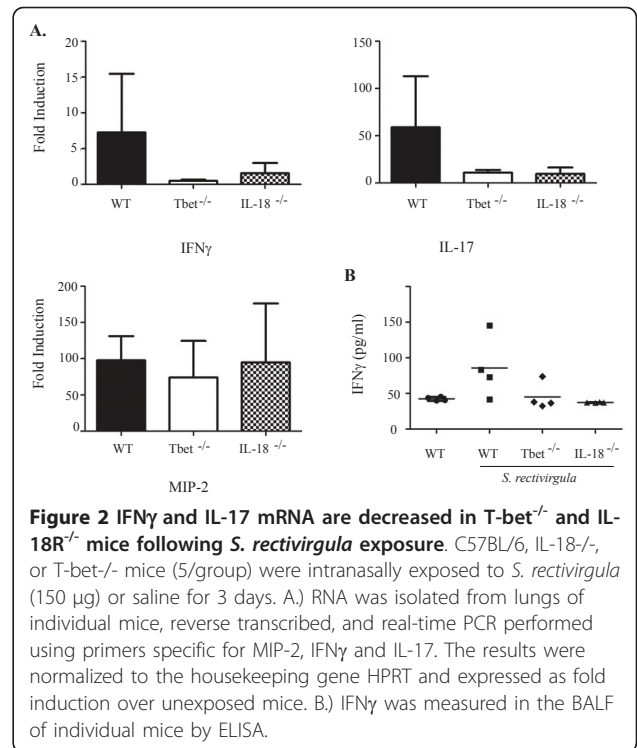 A.
20
15
10
5
0
Fold Induction
WT
Tbet-/-
IL-18 -/-
IFNγ
150
100
50
0
WT
Tbet-/-
IL-18 -/-
IL-17
200
150
100
50
0
Fold Induction
WT
Tbet-/-
IL-18 -/-
MIP-2
B
200
150
100
50
0
IFNγ (pg/ml)
WT
WT
Tbet-/-
IL-18-/-
S. rectivirgula
Figure 2 IFNγ and IL-17 mRNA are decreased in T-bet-/- and IL-
18R-/- mice following S. rectivirgula exposure. C57BL/6, IL-18-/-,
or T-bet-/- mice (5/group) were intranasally exposed to S. rectivirgula
(150 μg) or saline for 3 days. A.) RNA was isolated from lungs of
individual mice, reverse transcribed, and real-time PCR performed
using primers specific for MIP-2, IFNγ and IL-17. The results were
normalized to the housekeeping gene HPRT and expressed as fold
induction over unexposed mice. B.) IFNγ was measured in the BALF
of individual mice by ELISA.